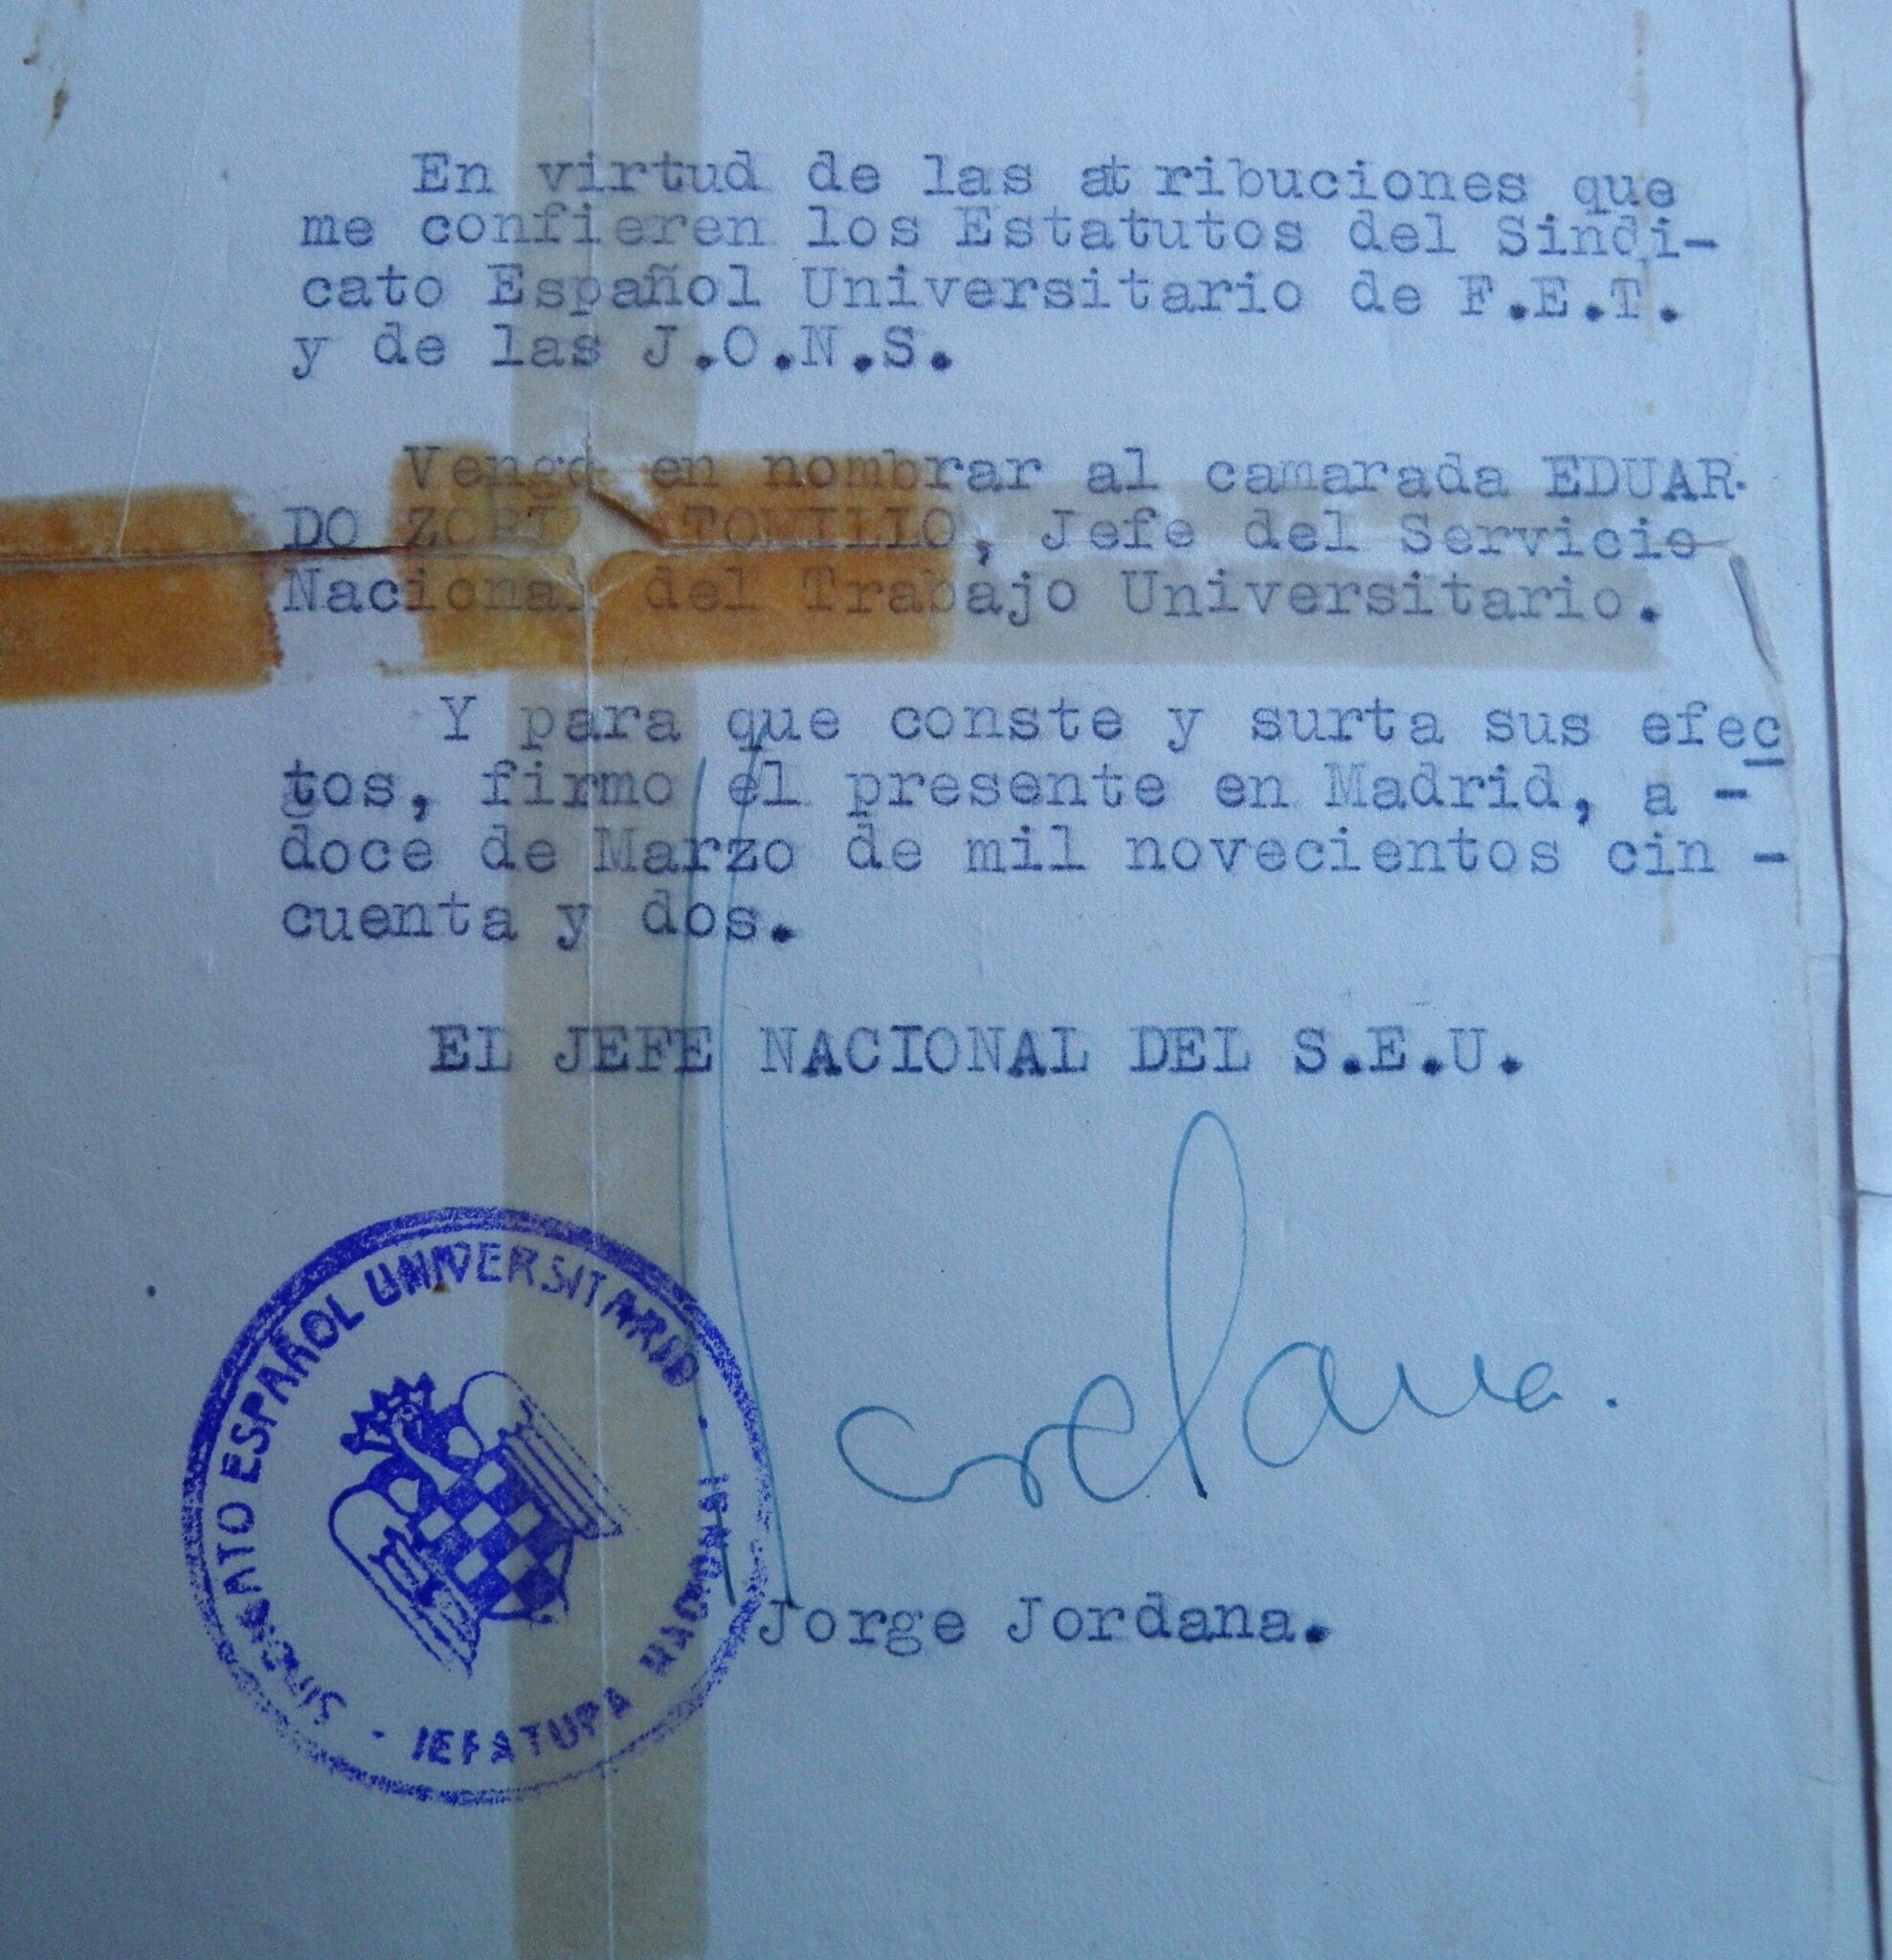 En virtud de las atribuciones que
me confieren los Estatutos del Sindi-
cato Español Universitario de F.E.T.
y de las J.O.N.S.
Vengo en nombrar al camarada EDUAR-
DO TOMILLO, Jefe del Servicio
Nacional del Trabajo Universitario.
Y para que conste y surta sus efec
tos, firmo el presente en Madrid, a -
doce de Marzo de mil novecientos cin -
cuenta y dos.
EL JEFE NACIONAL DEL S.E.U.
SINDICATO ESPAÑOL UNIVERSITARIO
- JEFATURA NACIONAL -
Jordana.
Jorge Jordana.